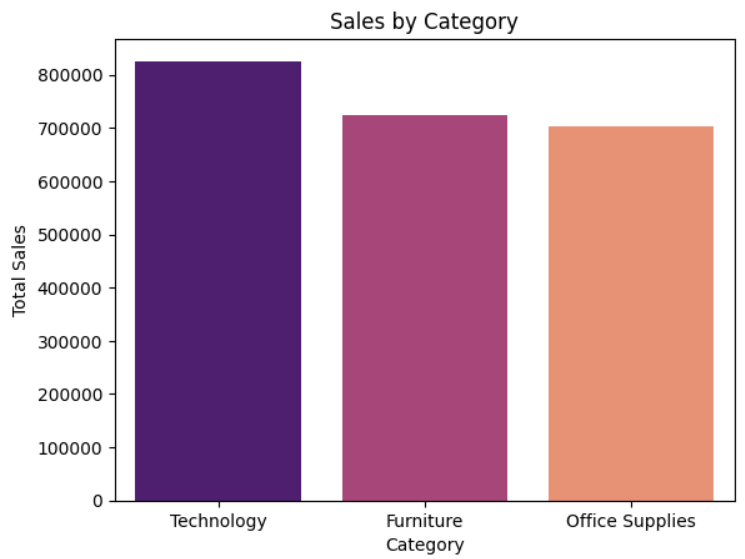 Sales by Category
800000
700000
600000
500000
400000
300000
200000
100000
0
Total Sales
Technology
Furniture
Office Supplies
Category